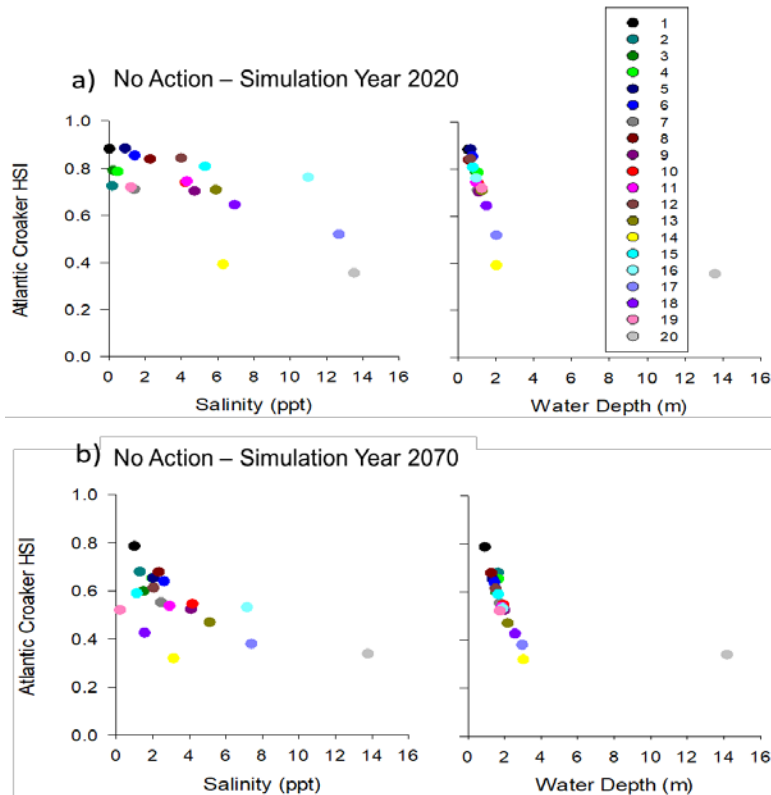 a) No Action – Simulation Year 2020
1
2
3
4
5
6
7
8
9
10
11
12
13
14
15
16
17
18
19
20
Atlantic Croaker HSI
1.0
0.8
0.6
0.4
0.2
0.0
0 2 4 6 8 10 12 14 16
Salinity (ppt)
0 2 4 6 8 10 12 14 16
Water Depth (m)
b) No Action – Simulation Year 2070
Atlantic Croaker HSI
1.0
0.8
0.6
0.4
0.2
0.0
0 2 4 6 8 10 12 14 16
Salinity (ppt)
0 2 4 6 8 10 12 14 16
Water Depth (m)